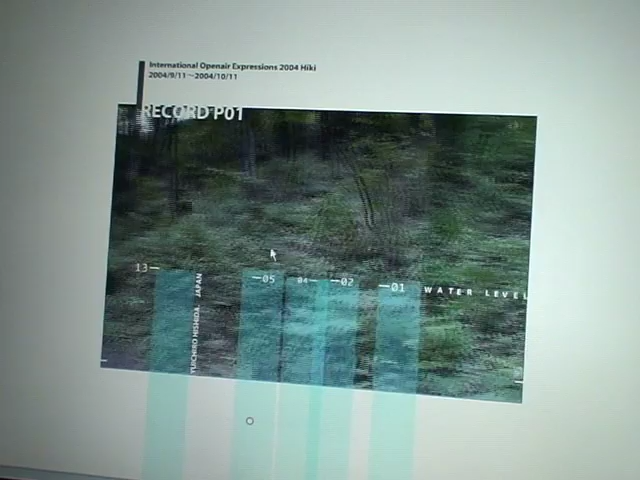 International Openair Expressions 2004 Hiki
2004/9/11~2004/10/11
RECORD P01
13
05
04
02
01
WATER LEVEL
YUICHIRO NISHIDA JAPAN